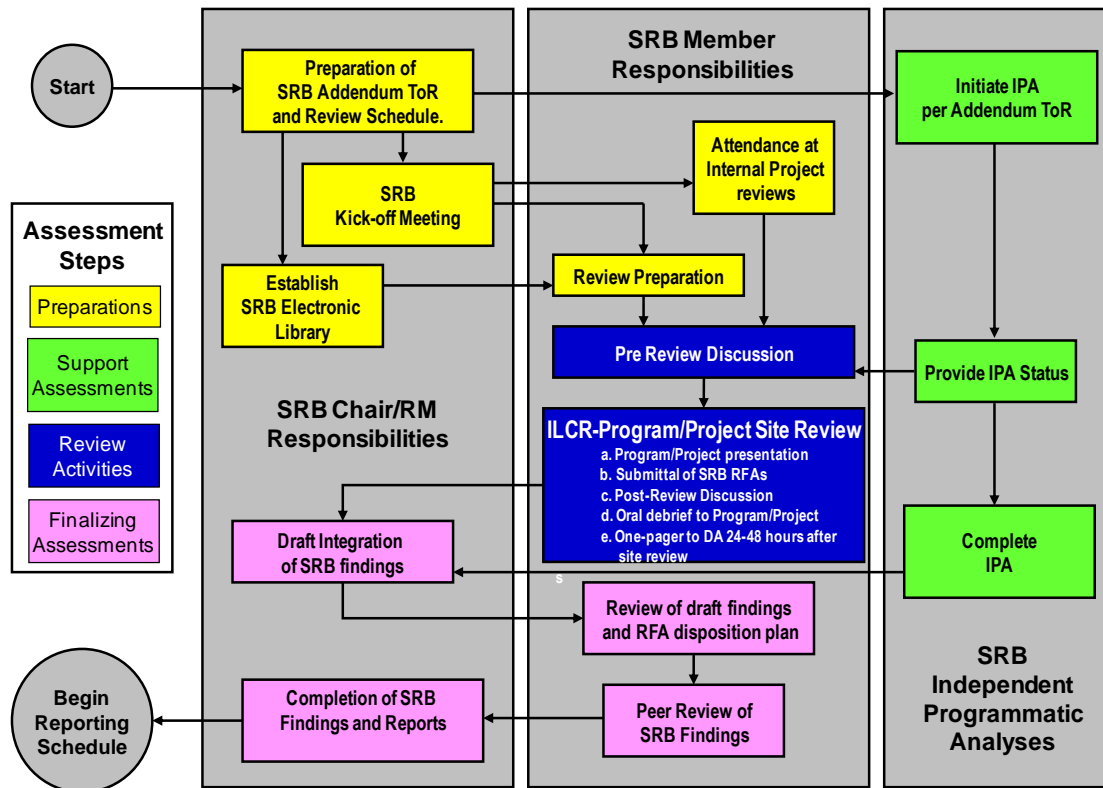 Start
Preparation of
SRB Addendum ToR
and Review Schedule.
SRB
Kick-off Meeting
Establish
SRB Electronic
Library
SRB Chair/RM
Responsibilities
Draft Integration
of SRB findings
Completion of SRB
Findings and Reports
SRB Member
Responsibilities
Attendance at
Internal Project
reviews
Review Preparation
Pre Review Discussion
ILCR-Program/Project Site Review
a. Program/Project presentation
b. Submittal of SRB RFAs
c. Post-Review Discussion
d. Oral debrief to Program/Project
e. One-pager to DA 24-48 hours after
site review
s
Review of draft findings
and RFA disposition plan
Peer Review of
SRB Findings
Initiate IPA
per Addendum ToR
Provide IPA Status
Complete
IPA
SRB
Independent
Programmatic
Analyses
Assessment
Steps
Preparations
Support
Assessments
Review
Activities
Finalizing
Assessments
Begin
Reporting
Schedule